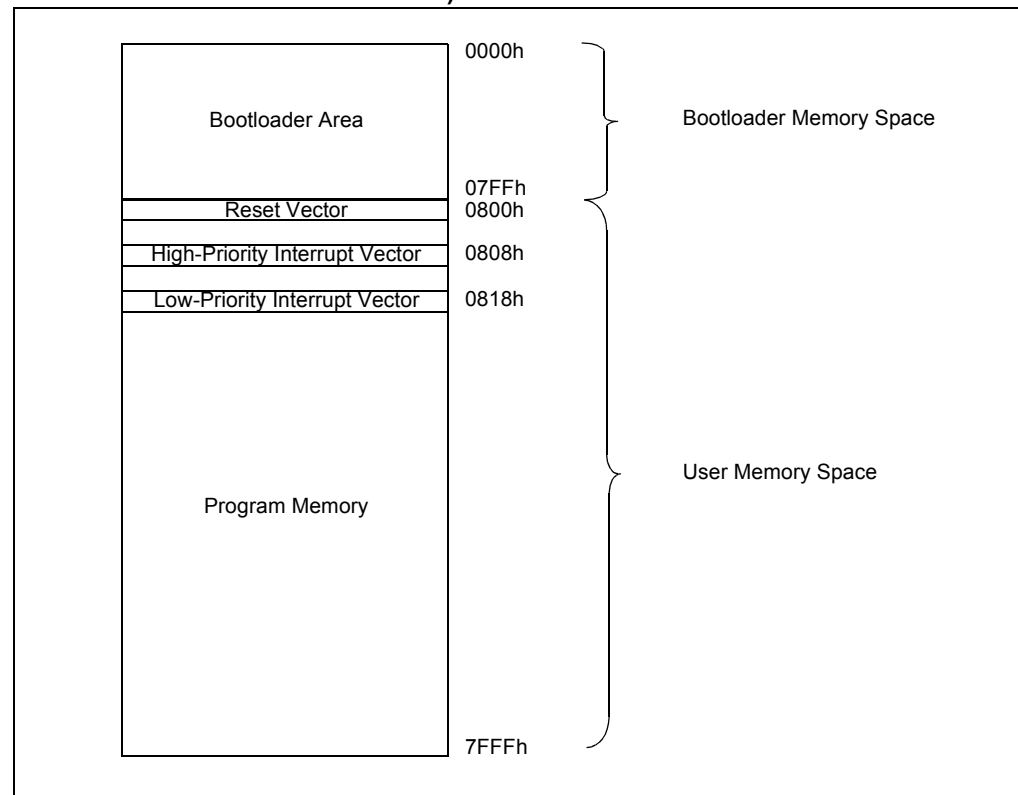 0000h
Bootloader Area
Bootloader Memory Space
07FFh
Reset Vector
0800h
High-Priority Interrupt Vector
0808h
Low-Priority Interrupt Vector
0818h
User Memory Space
Program Memory
7FFFh